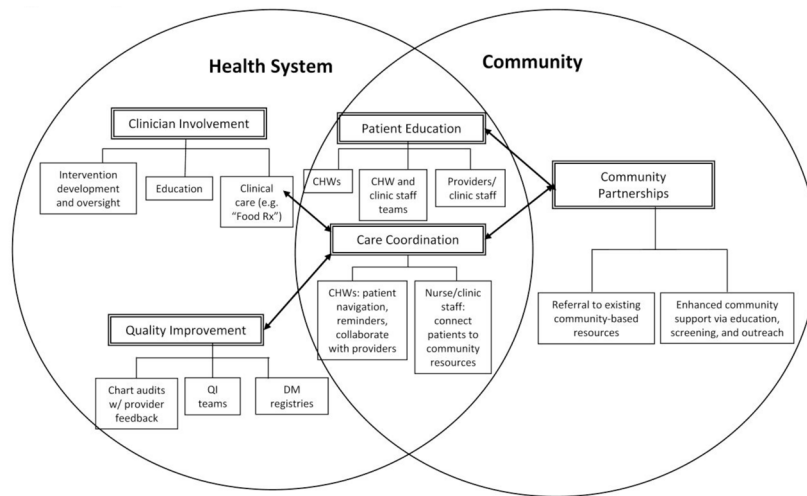 Health System
Community
Clinician Involvement
Intervention
development
and oversight
Education
Clinical
care (e.g.
“Food Rx”)
Patient Education
CHWs
CHW and
clinic staff
teams
Providers/
clinic staff
Community
Partnerships
Care Coordination
CHWs: patient
navigation,
reminders,
collaborate
with providers
Nurse/clinic
staff:
connect
patients to
community
resources
Referral to existing
community-based
resources
Enhanced community
support via education,
screening, and outreach
Quality Improvement
Chart audits
w/ provider
feedback
QI
teams
DM
registries